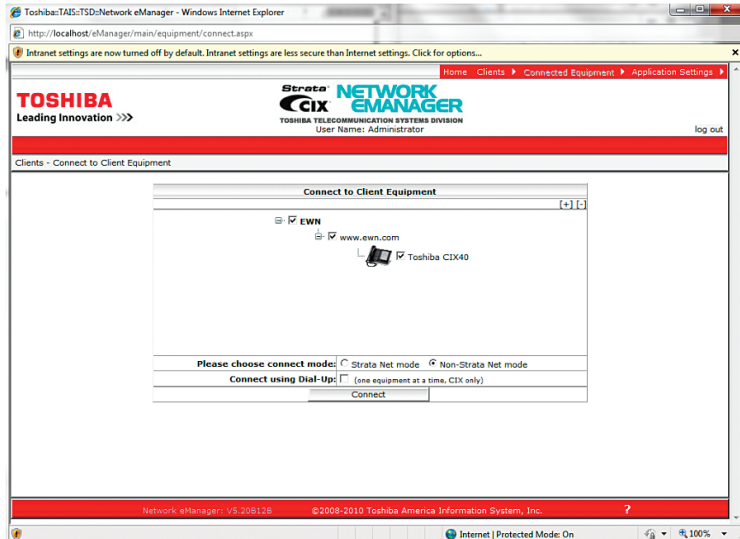 Toshiba::TAIS::TSD::Network eManager - Windows Internet Explorer
http://localhost/eManager/main/equipment/connect.aspx
Intranet settings are now turned off by default. Intranet settings are less secure than Internet settings. Click for options...
Home Clients Connected Equipment Application Settings
TOSHIBA
Leading Innovation >>>
Strata CIX NETWORK EMANAGER
TOSHIBA TELECOMMUNICATION SYSTEMS DIVISION
User Name: Administrator
log out
Clients - Connect to Client Equipment
Connect to Client Equipment
[+] [-]
EWN
www.ewn.com
Toshiba CIX40
Please choose connect mode: Strata Net mode Non-Strata Net mode
Connect using Dial-Up: (one equipment at a time, CIX only)
Connect
Network eManager: V5.20B12B ©2008-2010 Toshiba America Information System, Inc. ?
Internet | Protected Mode: On 100%